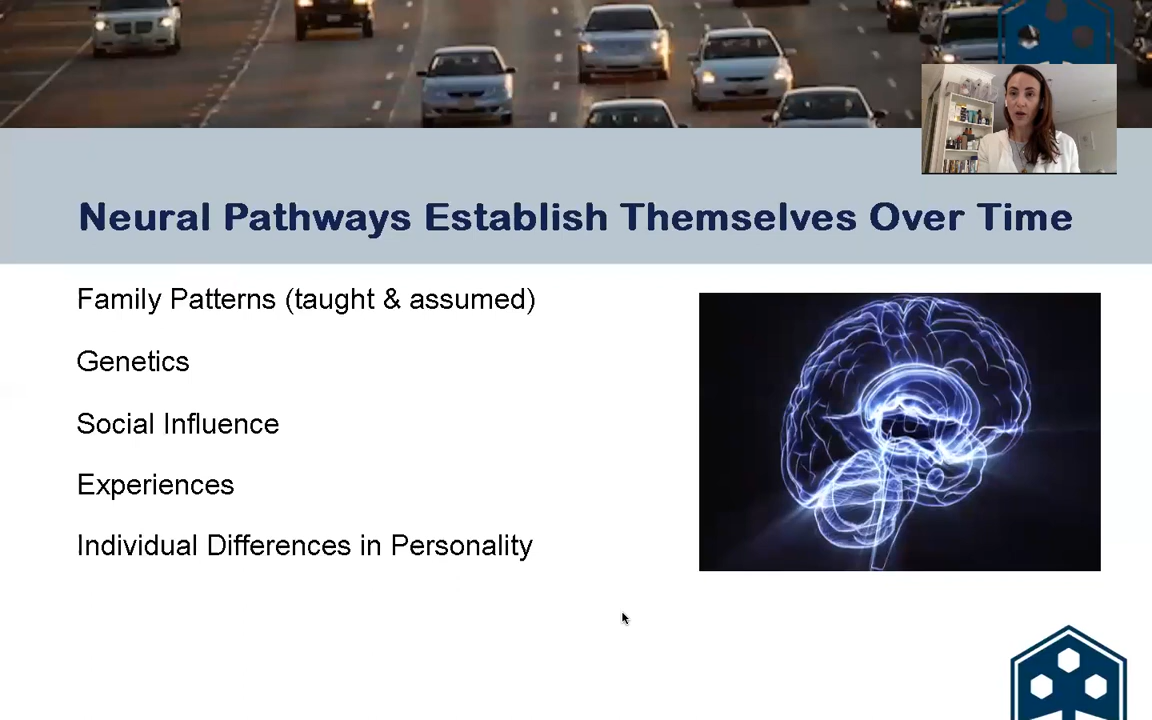 Neural Pathways Establish Themselves Over Time
Family Patterns (taught & assumed)
Genetics
Social Influence
Experiences
Individual Differences in Personality